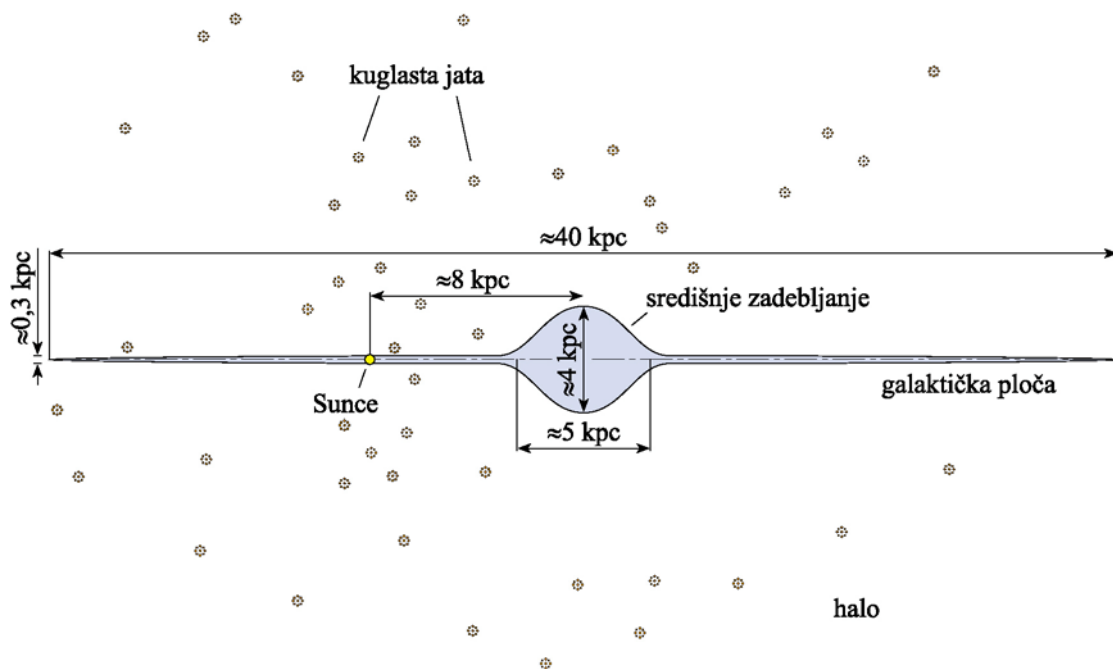 kuglasta jata
≈40 kpc
≈0,3 kpc
≈8 kpc
središnje zadebljanje
≈4 kpc
Sunce
galaktička ploča
≈5 kpc
halo